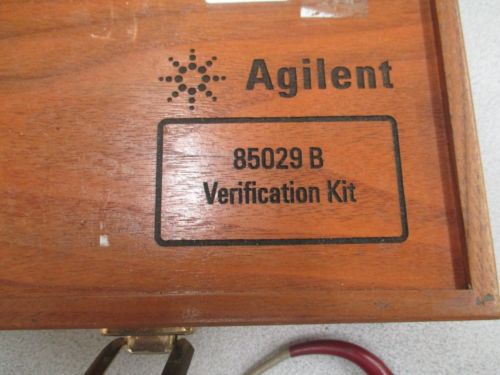 Agilent
85029 B
Verification Kit